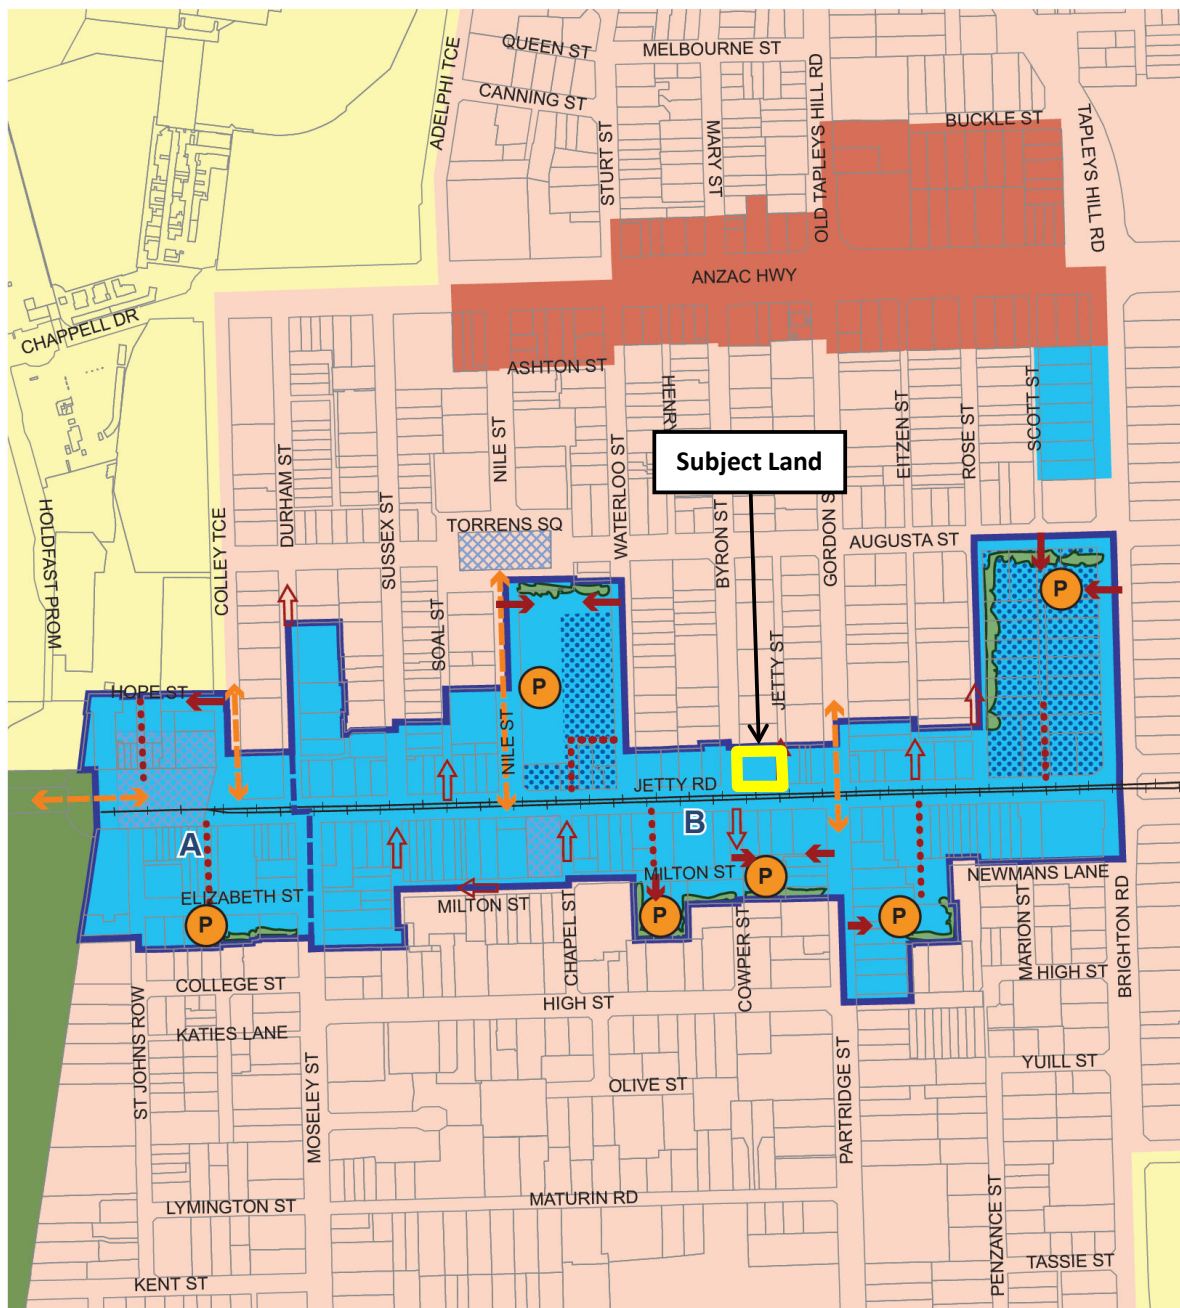 QUEEN ST
MELBOURNE ST
CANNING ST
ADELPHI TCE
STURT ST
MARY ST
OLD TAPLEYS HILL RD
BUCKLE ST
TAPLEYS HILL RD
ANZAC HWY
CHAPPELL DR
ASHTON ST
HENRY
NILE ST
EITZEN ST
ROSE ST
SCOTT ST
Subject Land
DURHAM ST
HOLDFAST PROM
COLLEY TCE
SUSSEX ST
TORRENS SQ
WATERLOO ST
BYRON ST
GORDON S
AUGUSTA ST
SOAL ST
JETTY ST
P
P
HOPE ST
NILE ST
JETTY RD
A
B
ELIZABETH ST
P
MILTON ST
P
MILTON ST
P
P
NEWMANS LANE
CHAPEL ST
COWPER ST
MARION ST
HIGH ST
BRIGHTON RD
COLLEGE ST
HIGH ST
KATIES LANE
ST JOHNS ROW
MOSELEY ST
OLIVE ST
PARTRIDGE ST
YUILL ST
LYMINGTON ST
MATURIN RD
PENZANCE ST
TASSIE ST
KENT ST